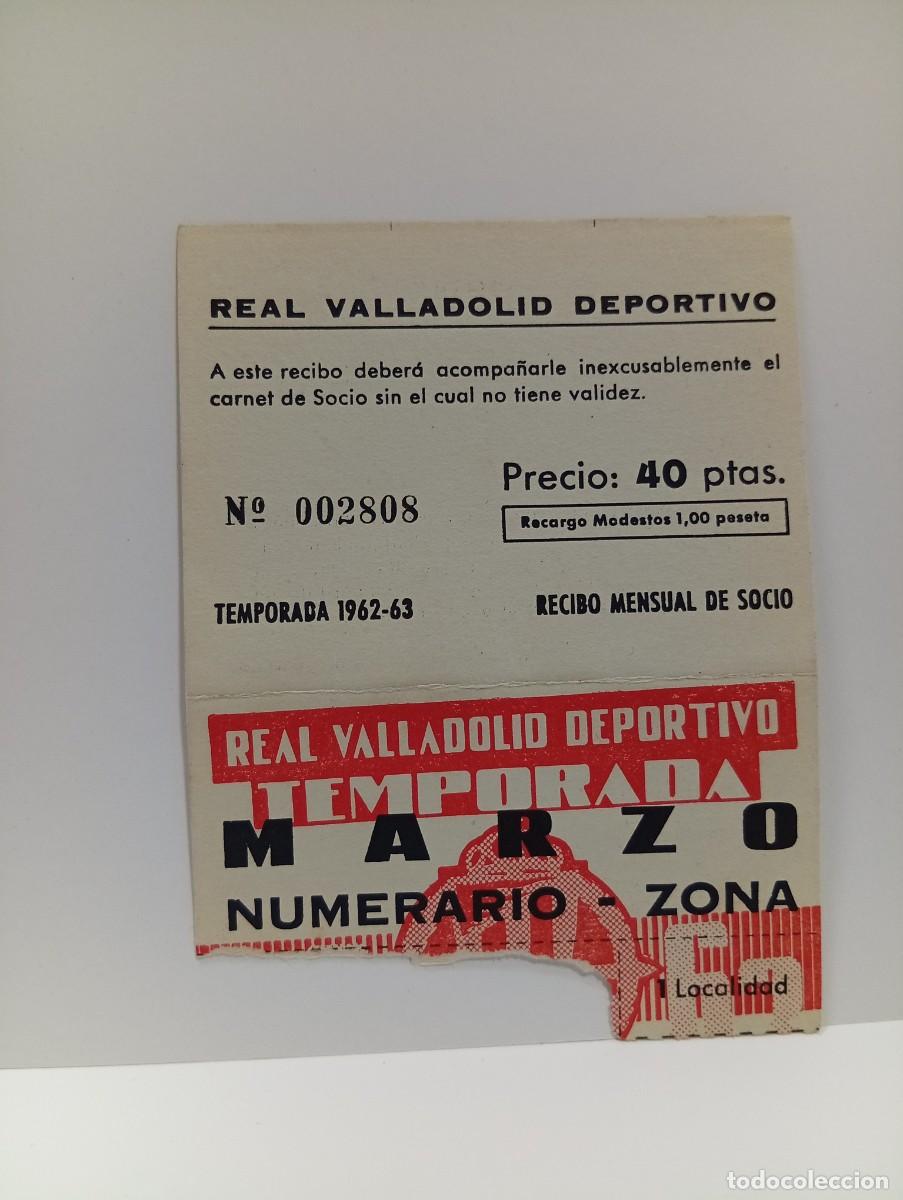 REAL VALLADOLID DEPORTIVO
A este recibo deberá acompañarle inexcusablemente el
carnet de Socio sin el cual no tiene validez.
Precio: 40 ptas.
Nº 002808
Recargo Modestos 1,00 peseta
TEMPORADA 1962-63
RECIBO MENSUAL DE SOCIO
REAL VALLADOLID DEPORTIVO
TEMPORADA
MARZO
NUMERARIO - ZONA
1 Localidad
todocoleccion